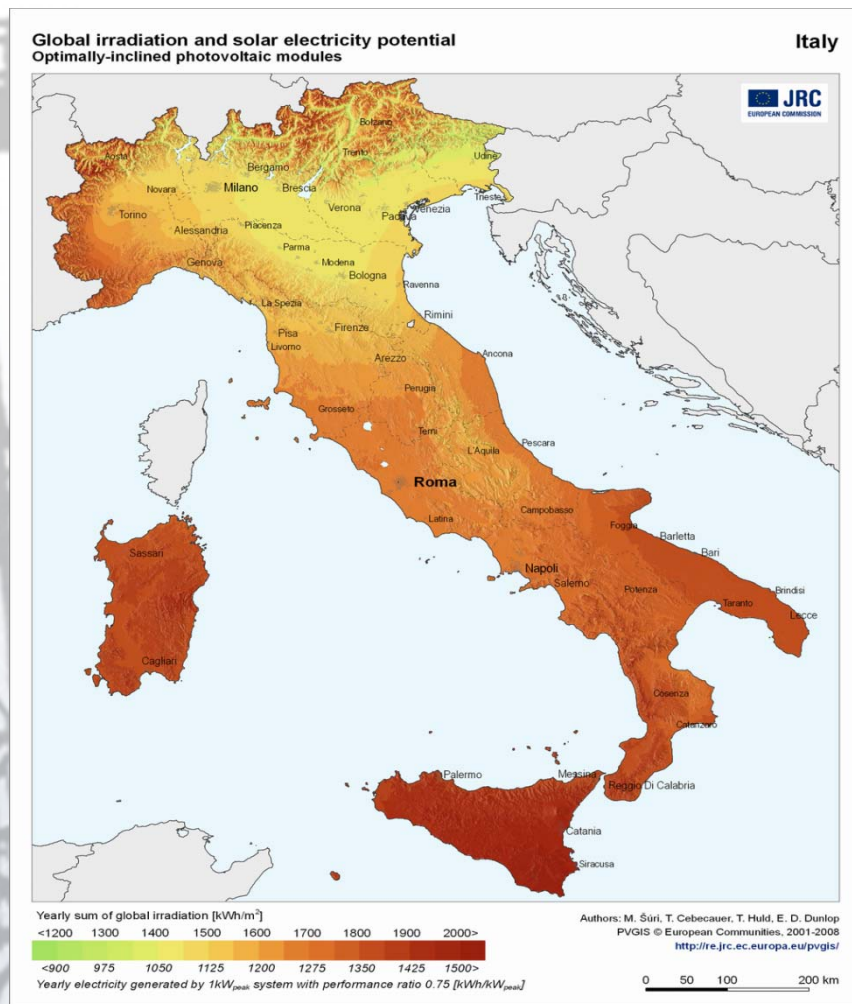 Global irradiation and solar electricity potential
Optimally-inclined photovoltaic modules
Italy
JRC
EUROPEAN COMMISSION
Bolzano
Aosta
Trento
Udine
Bergamo
Novara
Milano
Brescia
Trieste
Torino
Verona
Padova
Venezia
Alessandria
Piacenza
Parma
Modena
Genova
Bologna
Ravenna
La Spezia
Rimini
Pisa
Firenze
Livorno
Arezzo
Ancona
Perugia
Grosseto
Terni
Pescara
L'Aquila
Roma
Latina
Campobasso
Foggia
Barletta
Sassari
Bari
Napoli
Salerno
Potenza
Brindisi
Taranto
Lecce
Cagliari
Cosenza
Catanzaro
Palermo
Messina
Reggio Di Calabria
Catania
Siracusa
Yearly sum of global irradiation [kWh/m²]
<1200 1300 1400 1500 1600 1700 1800 1900 2000>
<900 975 1050 1125 1200 1275 1350 1425 1500>
Yearly electricity generated by 1kWpeak system with performance ratio 0.75 [kWh/kWpeak]
Authors: M. Šúri, T. Cebecauer, T. Huld, E. D. Dunlop
PVGIS © European Communities, 2001-2008
http://re.jrc.ec.europa.eu/pvgis/
0 50 100 200 km